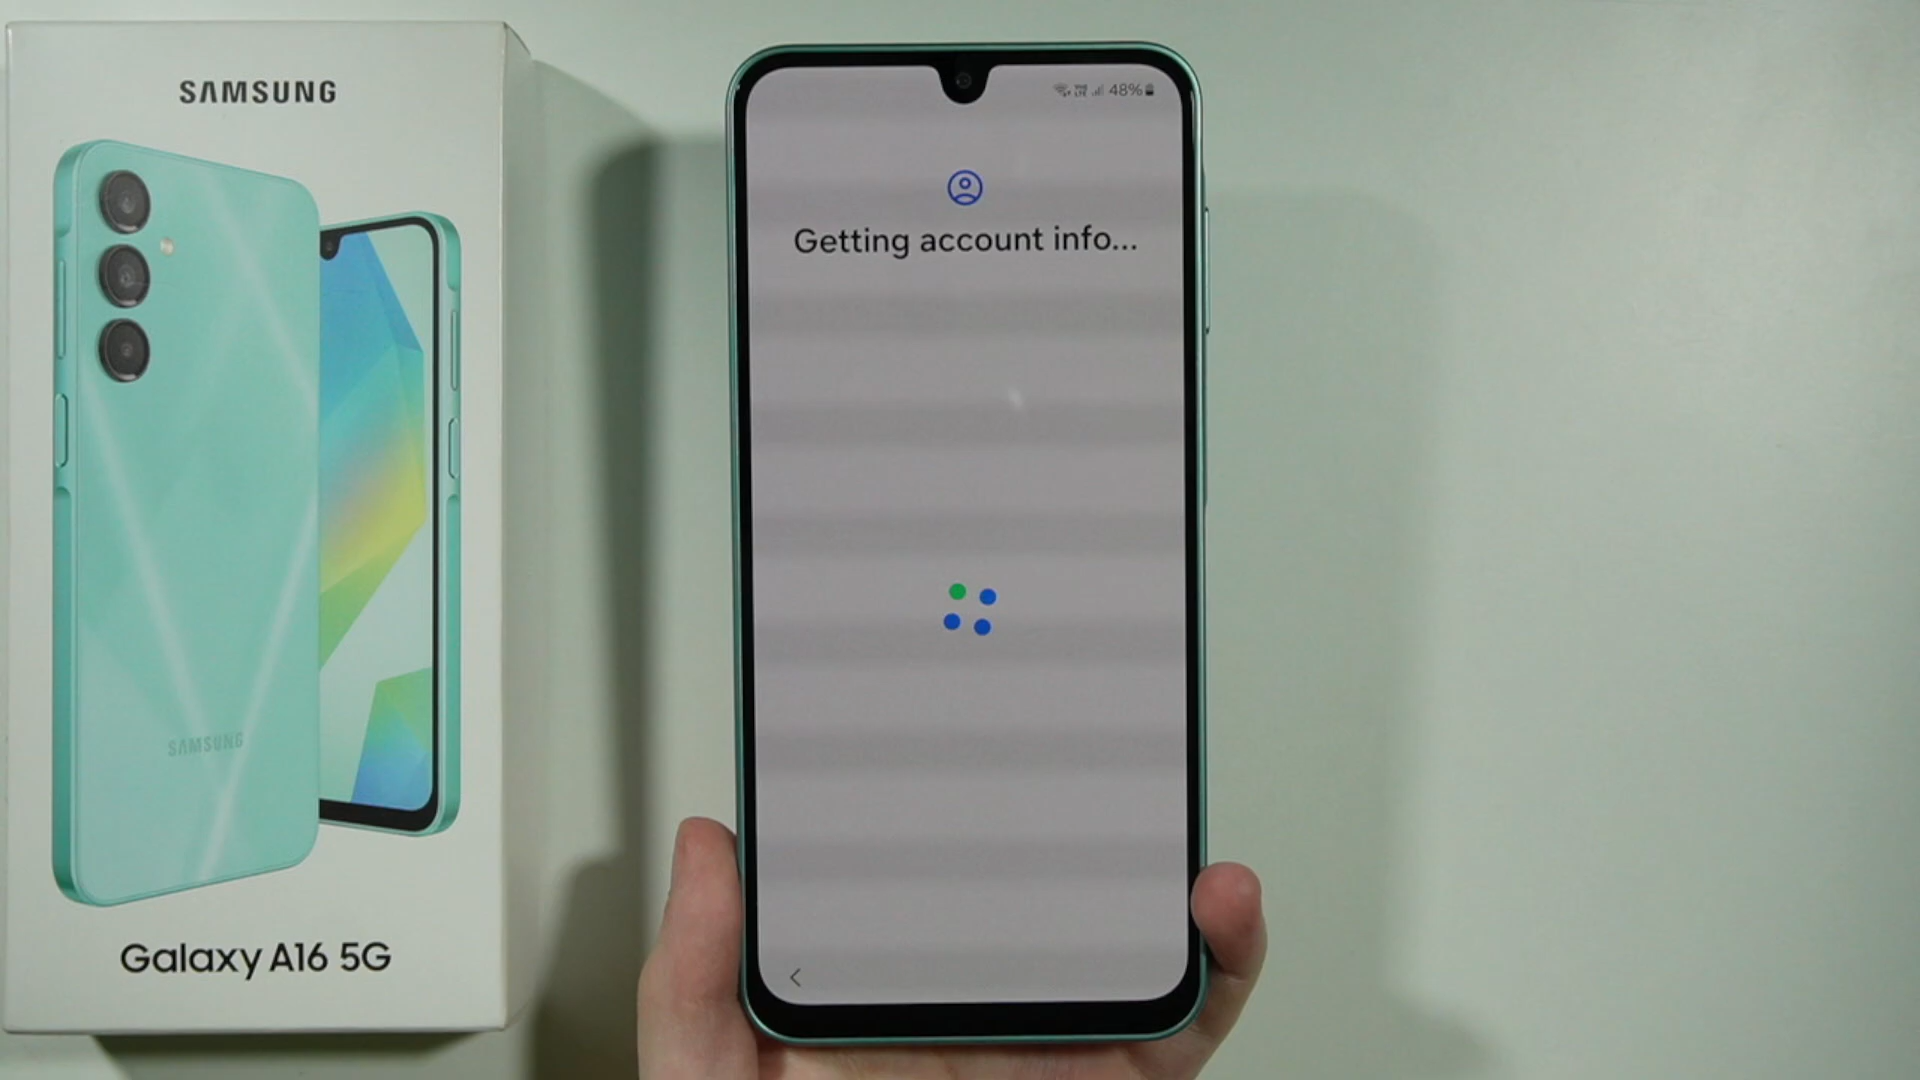 SAMSUNG
SAMSUNG
Galaxy A16 5G
48%
Getting account info...